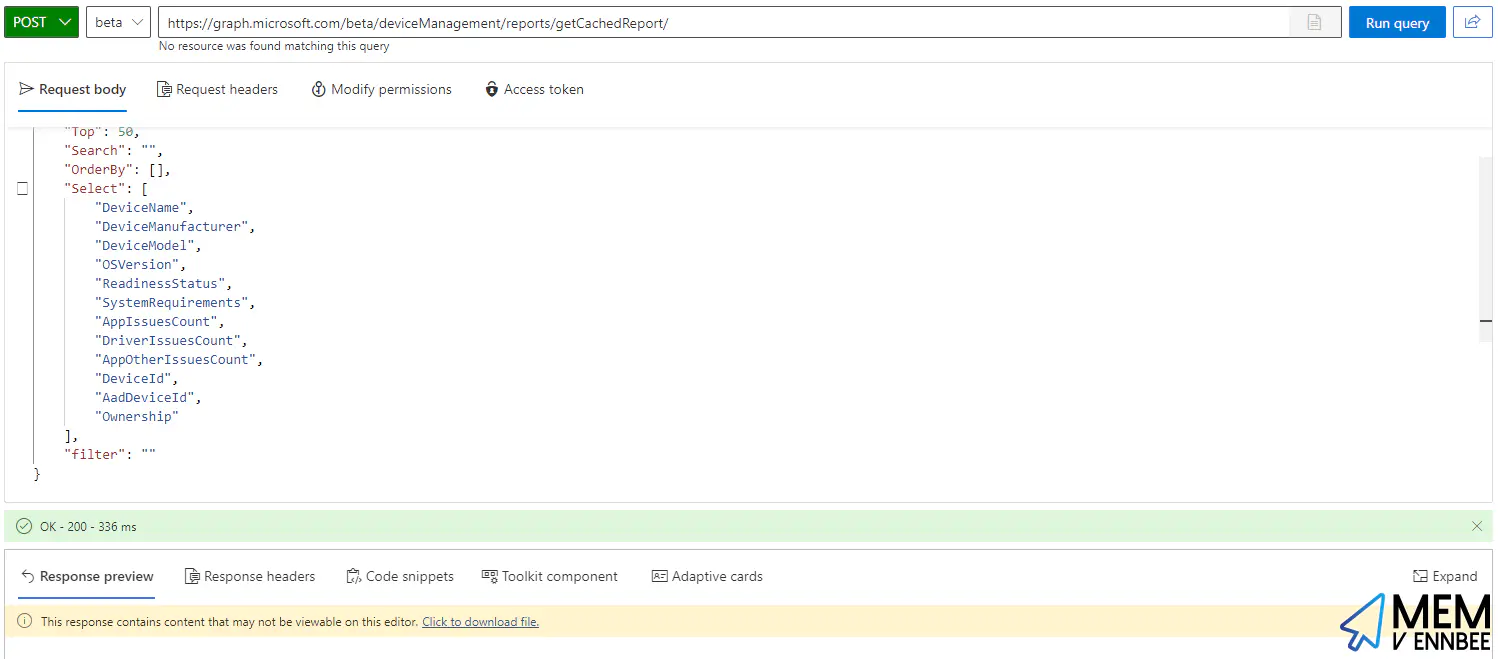 POST beta https://graph.microsoft.com/beta/deviceManagement/reports/getCachedReport/ Run query
No resource was found matching this query
Request body Request headers Modify permissions Access token
"Top": 50,
"Search": "",
"OrderBy": [],
"Select": [
"DeviceName",
"DeviceManufacturer",
"DeviceModel",
"OSVersion",
"ReadinessStatus",
"SystemRequirements",
"AppIssuesCount",
"DriverIssuesCount",
"AppOtherIssuesCount",
"DeviceId",
"AadDeviceId",
"Ownership"
],
"filter": ""
}
OK - 200 - 336 ms
Response preview Response headers Code snippets Toolkit component Adaptive cards Expand
This response contains content that may not be viewable on this editor. Click to download file.
MEM
V ENNBEE